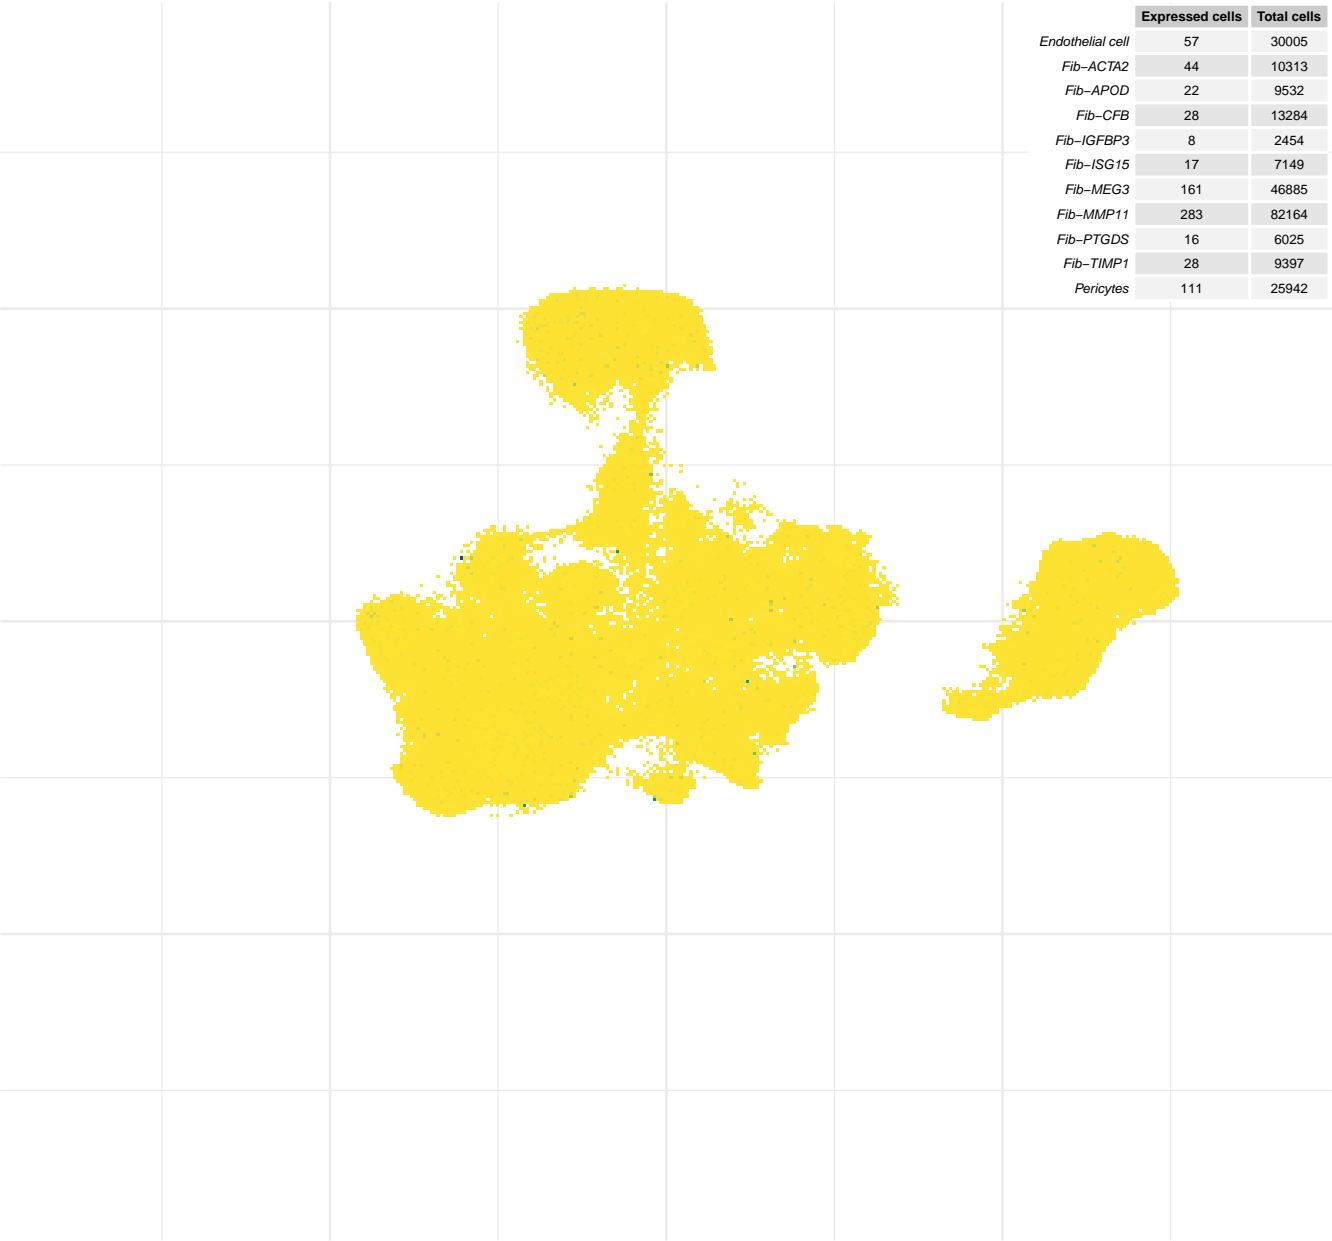 Expressed cells Total cells
Endothelial cell 57 30005
Fib−ACTA2 44 10313
Fib−APOD 22 9532
Fib−CFB 28 13284
Fib−IGFBP3 8 2454
Fib−ISG15 17 7149
Fib−MEG3 161 46885
Fib−MMP11 283 82164
Fib−PTGDS 16 6025
Fib−TIMP1 28 9397
Pericytes 111 25942